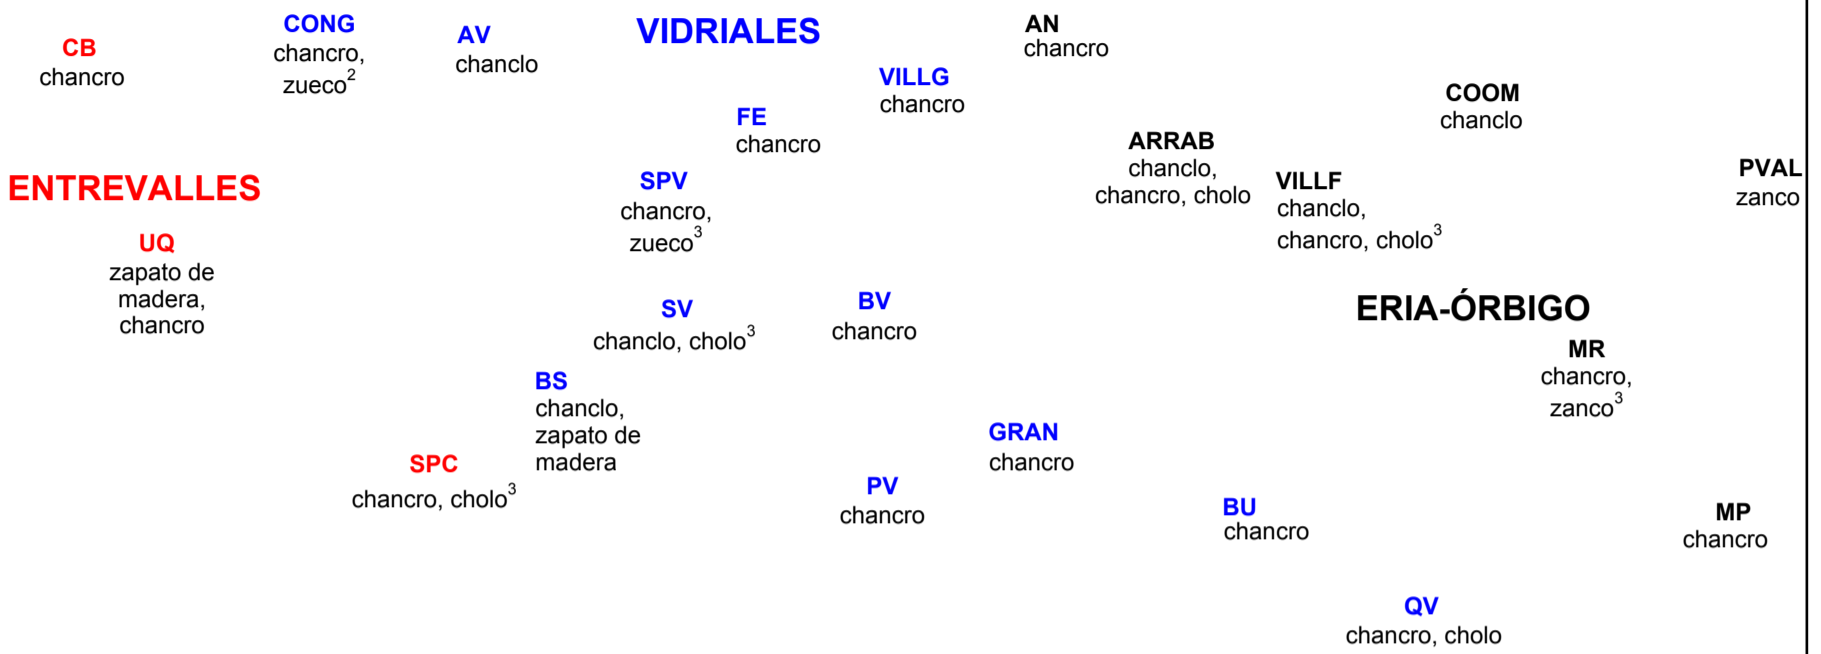 CB
chancro
CONG
chancro,
zueco²
AV
chanclo
VIDRIALES
VILLG
chancro
AN
chancro
FE
chancro
COOM
chanclo
ARRAB
chanclo,
chancro, cholo
ENTREVALLES
SPV
chancro,
zueco³
VILLF
chanclo,
chancro, cholo³
PVAL
zanco
UQ
zapato de
madera,
chancro
SV
chanclo, cholo³
BV
chancro
ERIA-ÓRBIGO
MR
chancro,
zanco³
BS
chanclo,
zapato de
madera
SPC
chancro, cholo³
GRAN
chancro
PV
chancro
BU
chancro
MP
chancro
QV
chancro, cholo